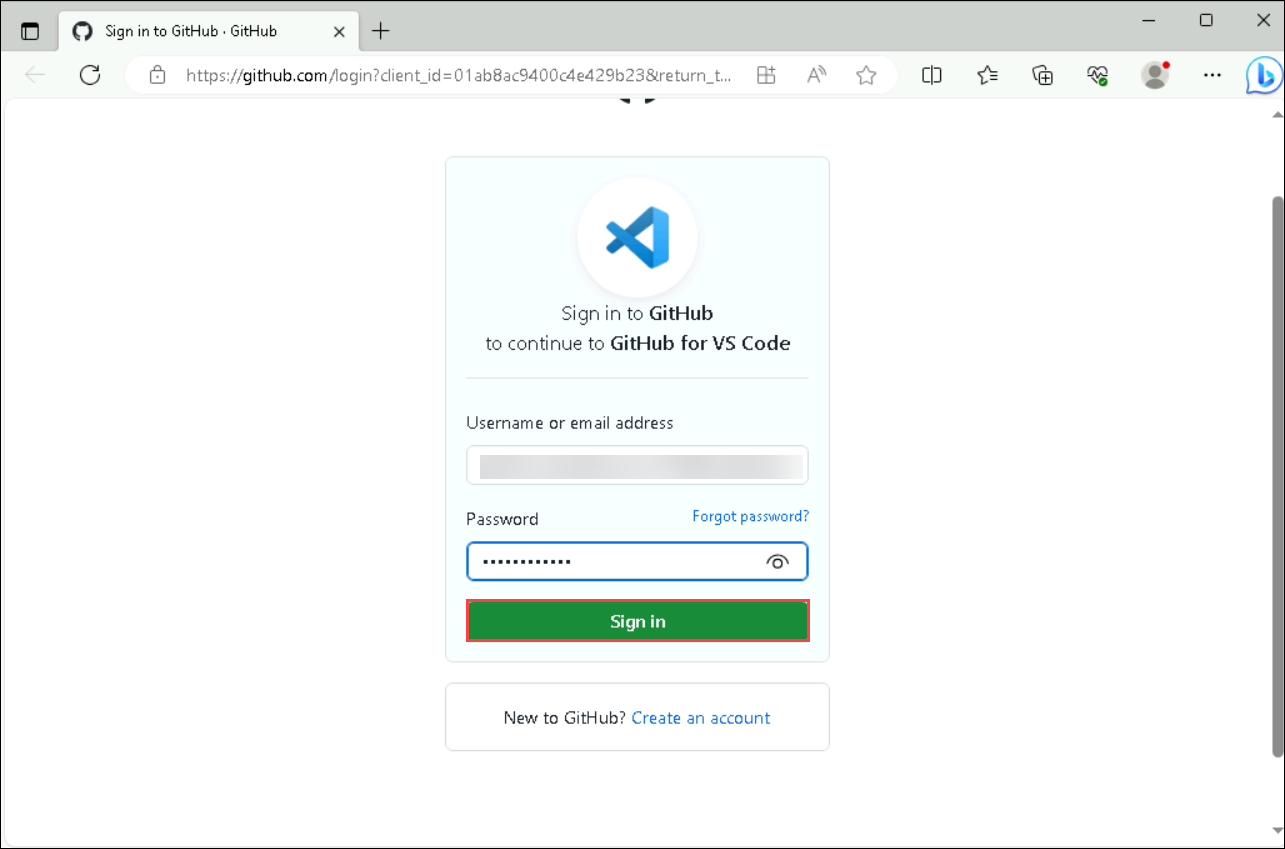 Sign in to GitHub · GitHub
https://github.com/login?client_id=01ab8ac9400c4e429b23&return_t...
Sign in to GitHub
to continue to GitHub for VS Code
Username or email address
Password
Forgot password?
••••••••••••
Sign in
New to GitHub? Create an account